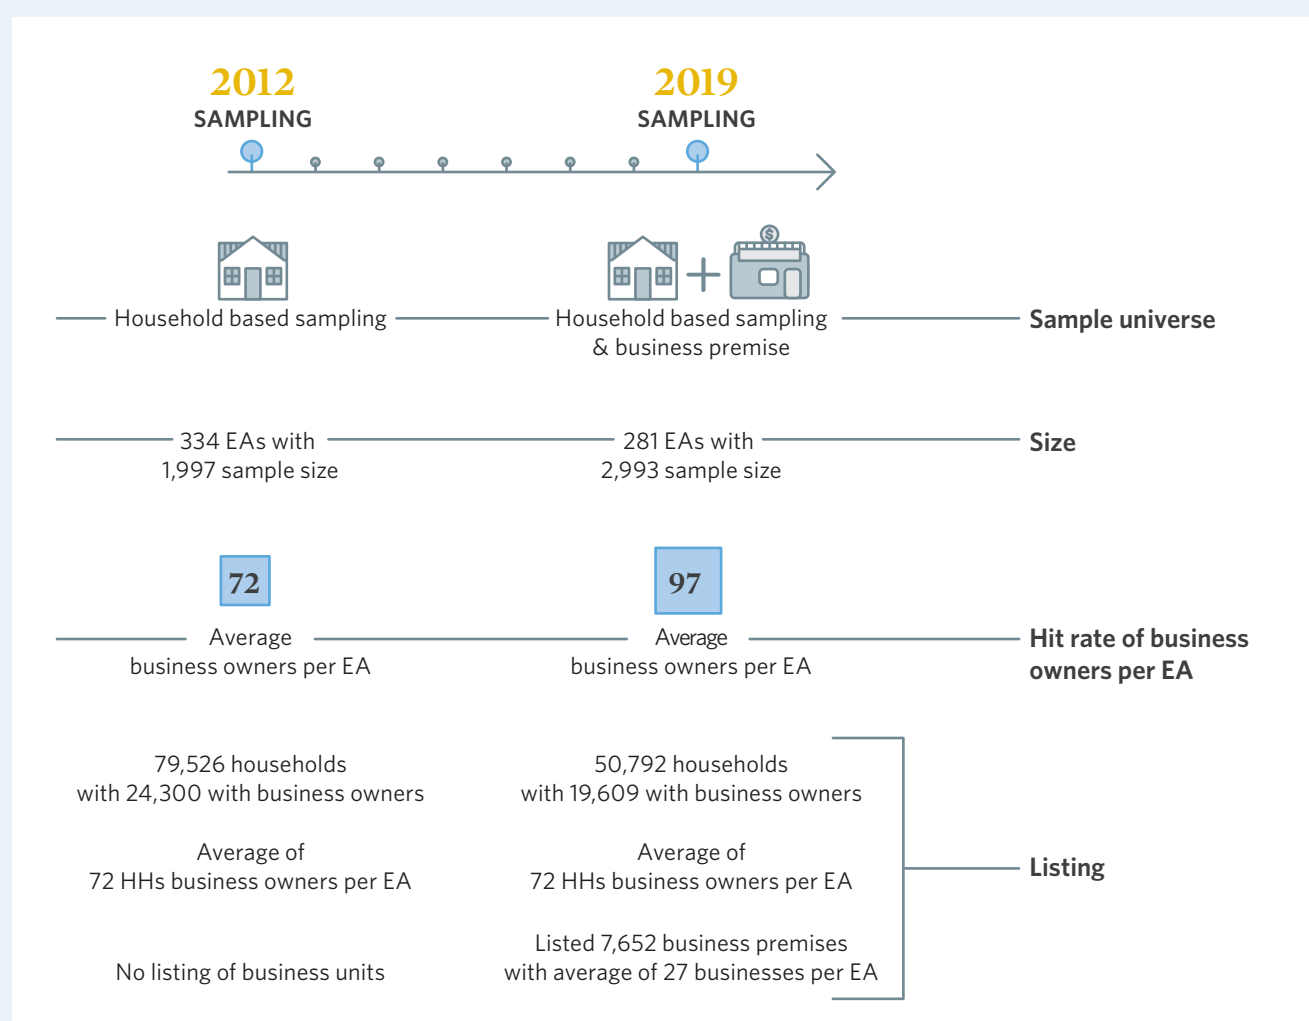 2012
SAMPLING
2019
SAMPLING
$
Household based sampling
Household based sampling
& business premise
Sample universe
334 EAs with
1,997 sample size
281 EAs with
2,993 sample size
Size
72
Average
business owners per EA
97
Average
business owners per EA
Hit rate of business
owners per EA
79,526 households
with 24,300 with business owners
50,792 households
with 19,609 with business owners
Average of
72 HHs business owners per EA
Average of
72 HHs business owners per EA
No listing of business units
Listed 7,652 business premises
with average of 27 businesses per EA
Listing